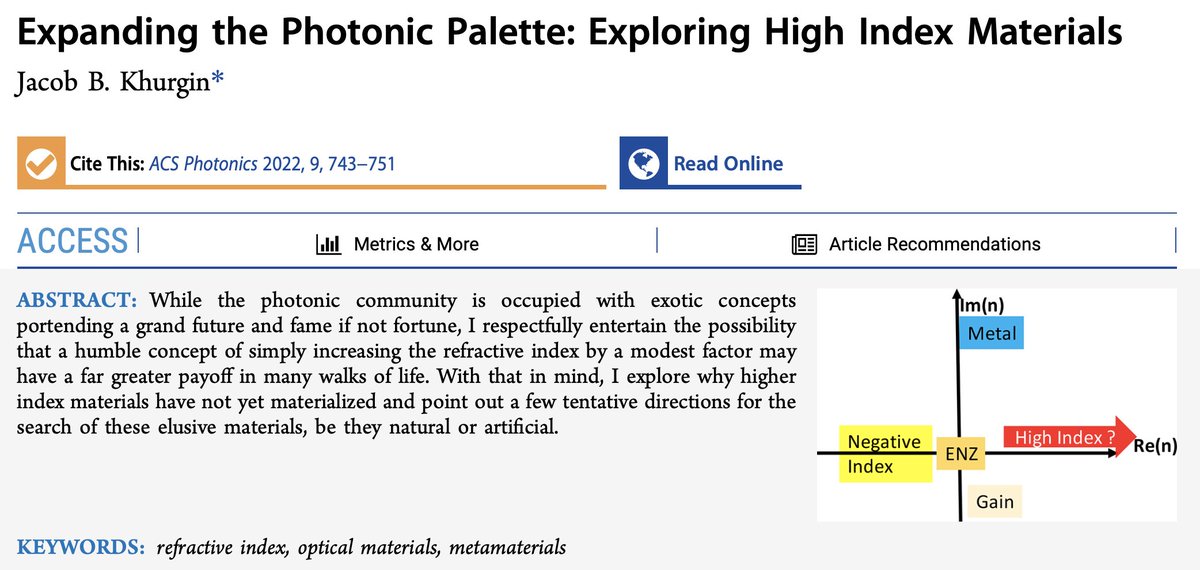 Expanding the Photonic Palette: Exploring High Index Materials
Jacob B. Khurgin*
Cite This: ACS Photonics 2022, 9, 743−751
Read Online
ACCESS
Metrics & More
Article Recommendations
ABSTRACT: While the photonic community is occupied with exotic concepts
portending a grand future and fame if not fortune, I respectfully entertain the possibility
that a humble concept of simply increasing the refractive index by a modest factor may
have a far greater payoff in many walks of life. With that in mind, I explore why higher
index materials have not yet materialized and point out a few tentative directions for the
search of these elusive materials, be they natural or artificial.
Im(n)
Metal
Negative
Index
ENZ
High Index ?
Re(n)
Gain
KEYWORDS: refractive index, optical materials, metamaterials